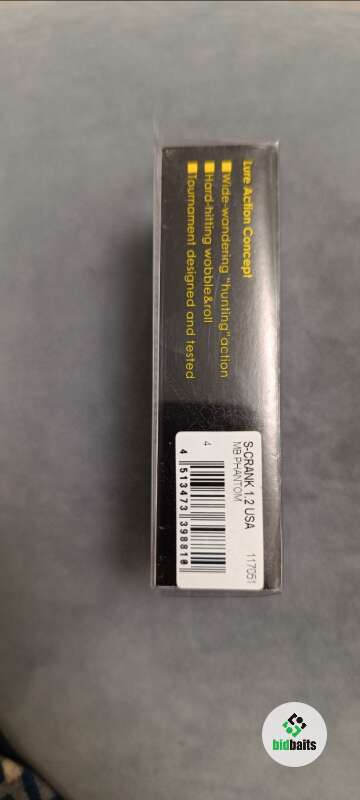 Lure Action Concept
■Wide-wandering "hunting" action
■Hard-hitting wobble&roll
■Tournament designed and tested
S-CRANK 1.2 USA
MB PHANTOM
117051
4
4 513473 398810
bidbaits